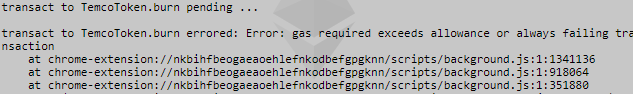 transact to TemcoToken.burn pending ...
transact to TemcoToken.burn errored: Error: gas required exceeds allowance or always failing tra
nsaction
at chrome-extension://nkbihfbeogaeaoehlefnkodbefgpgknn/scripts/background.js:1:1341136
at chrome-extension://nkbihfbeogaeaoehlefnkodbefgpgknn/scripts/background.js:1:918064
at chrome-extension://nkbihfbeogaeaoehlefnkodbefgpgknn/scripts/background.js:1:351880